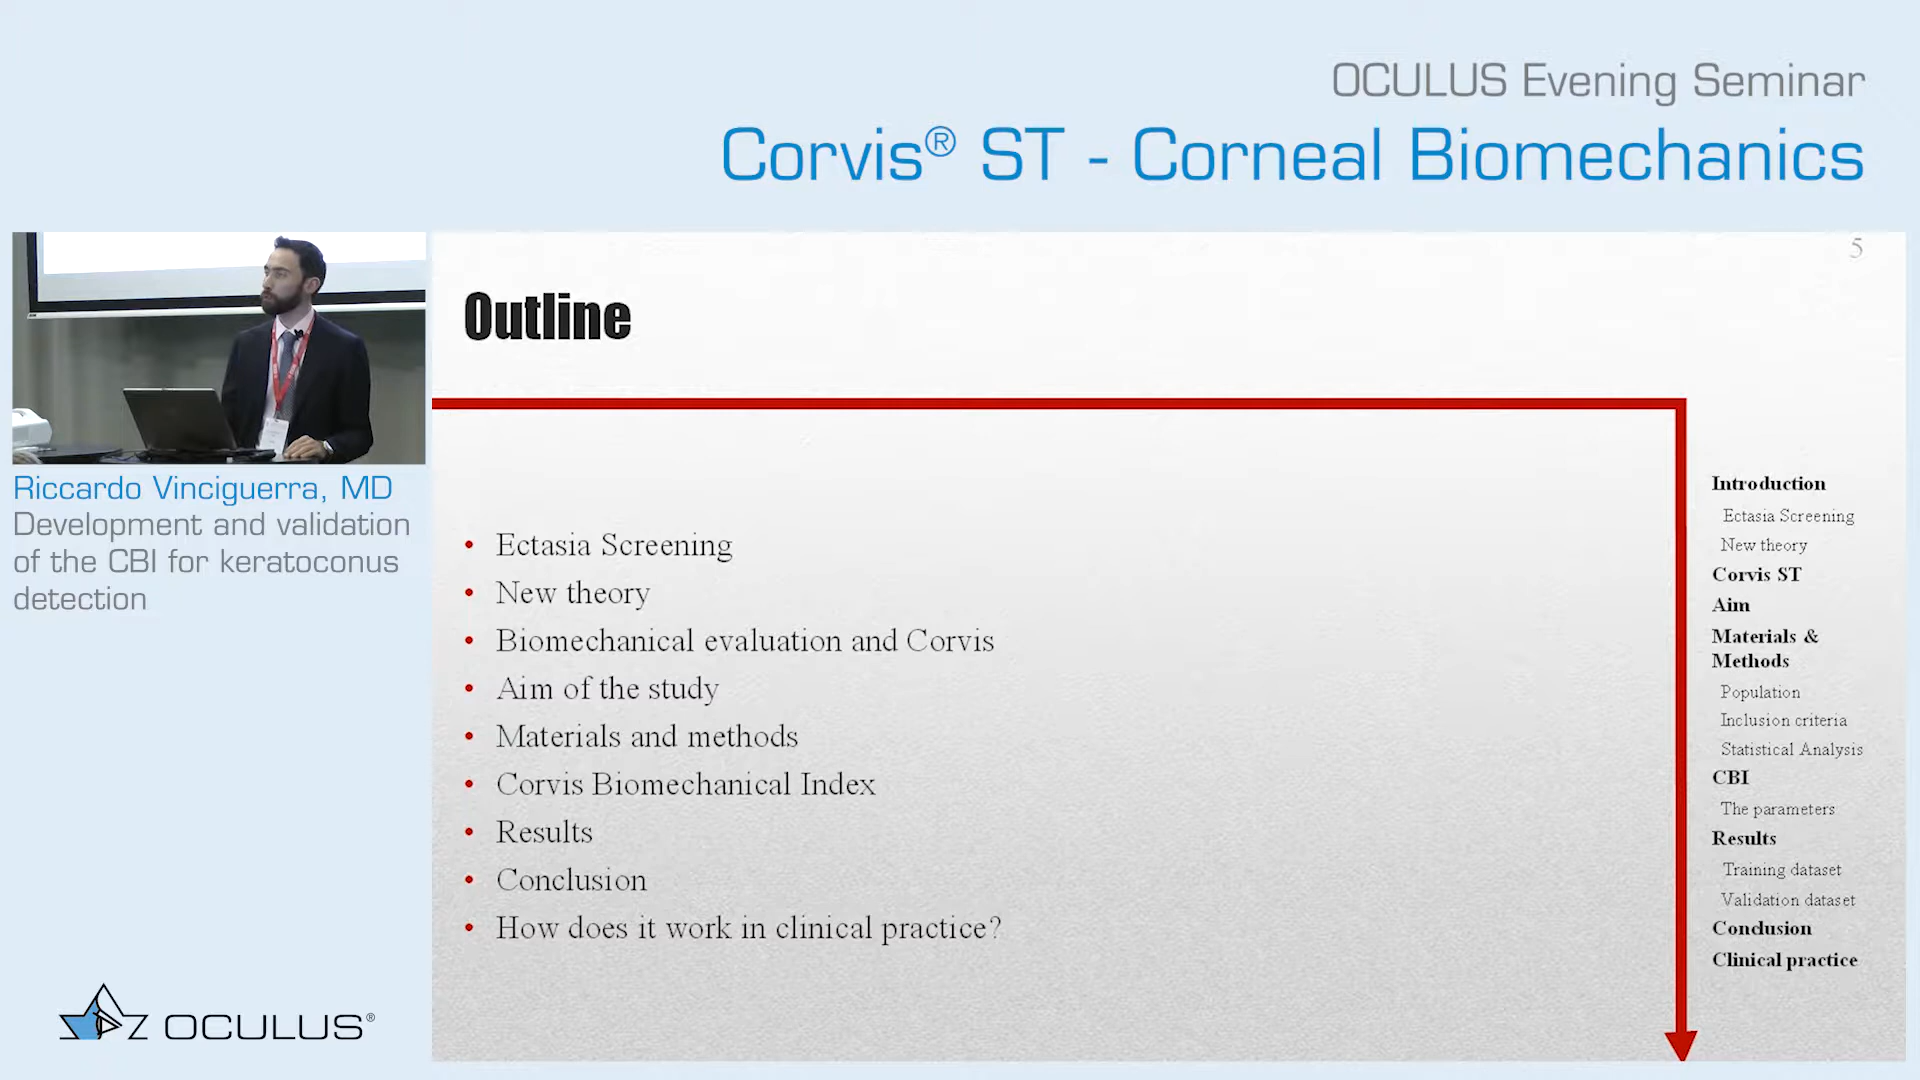 OCULUS Evening Seminar
Corvis® ST - Corneal Biomechanics
5
Outline
Riccardo Vinciguerra, MD
Development and validation
of the CBI for keratoconus
detection
• Ectasia Screening
• New theory
• Biomechanical evaluation and Corvis
• Aim of the study
• Materials and methods
• Corvis Biomechanical Index
• Results
• Conclusion
• How does it work in clinical practice?
Introduction
Ectasia Screening
New theory
Corvis ST
Aim
Materials &
Methods
Population
Inclusion criteria
Statistical Analysis
CBI
The parameters
Results
Training dataset
Validation dataset
Conclusion
Clinical practice
OCULUS®